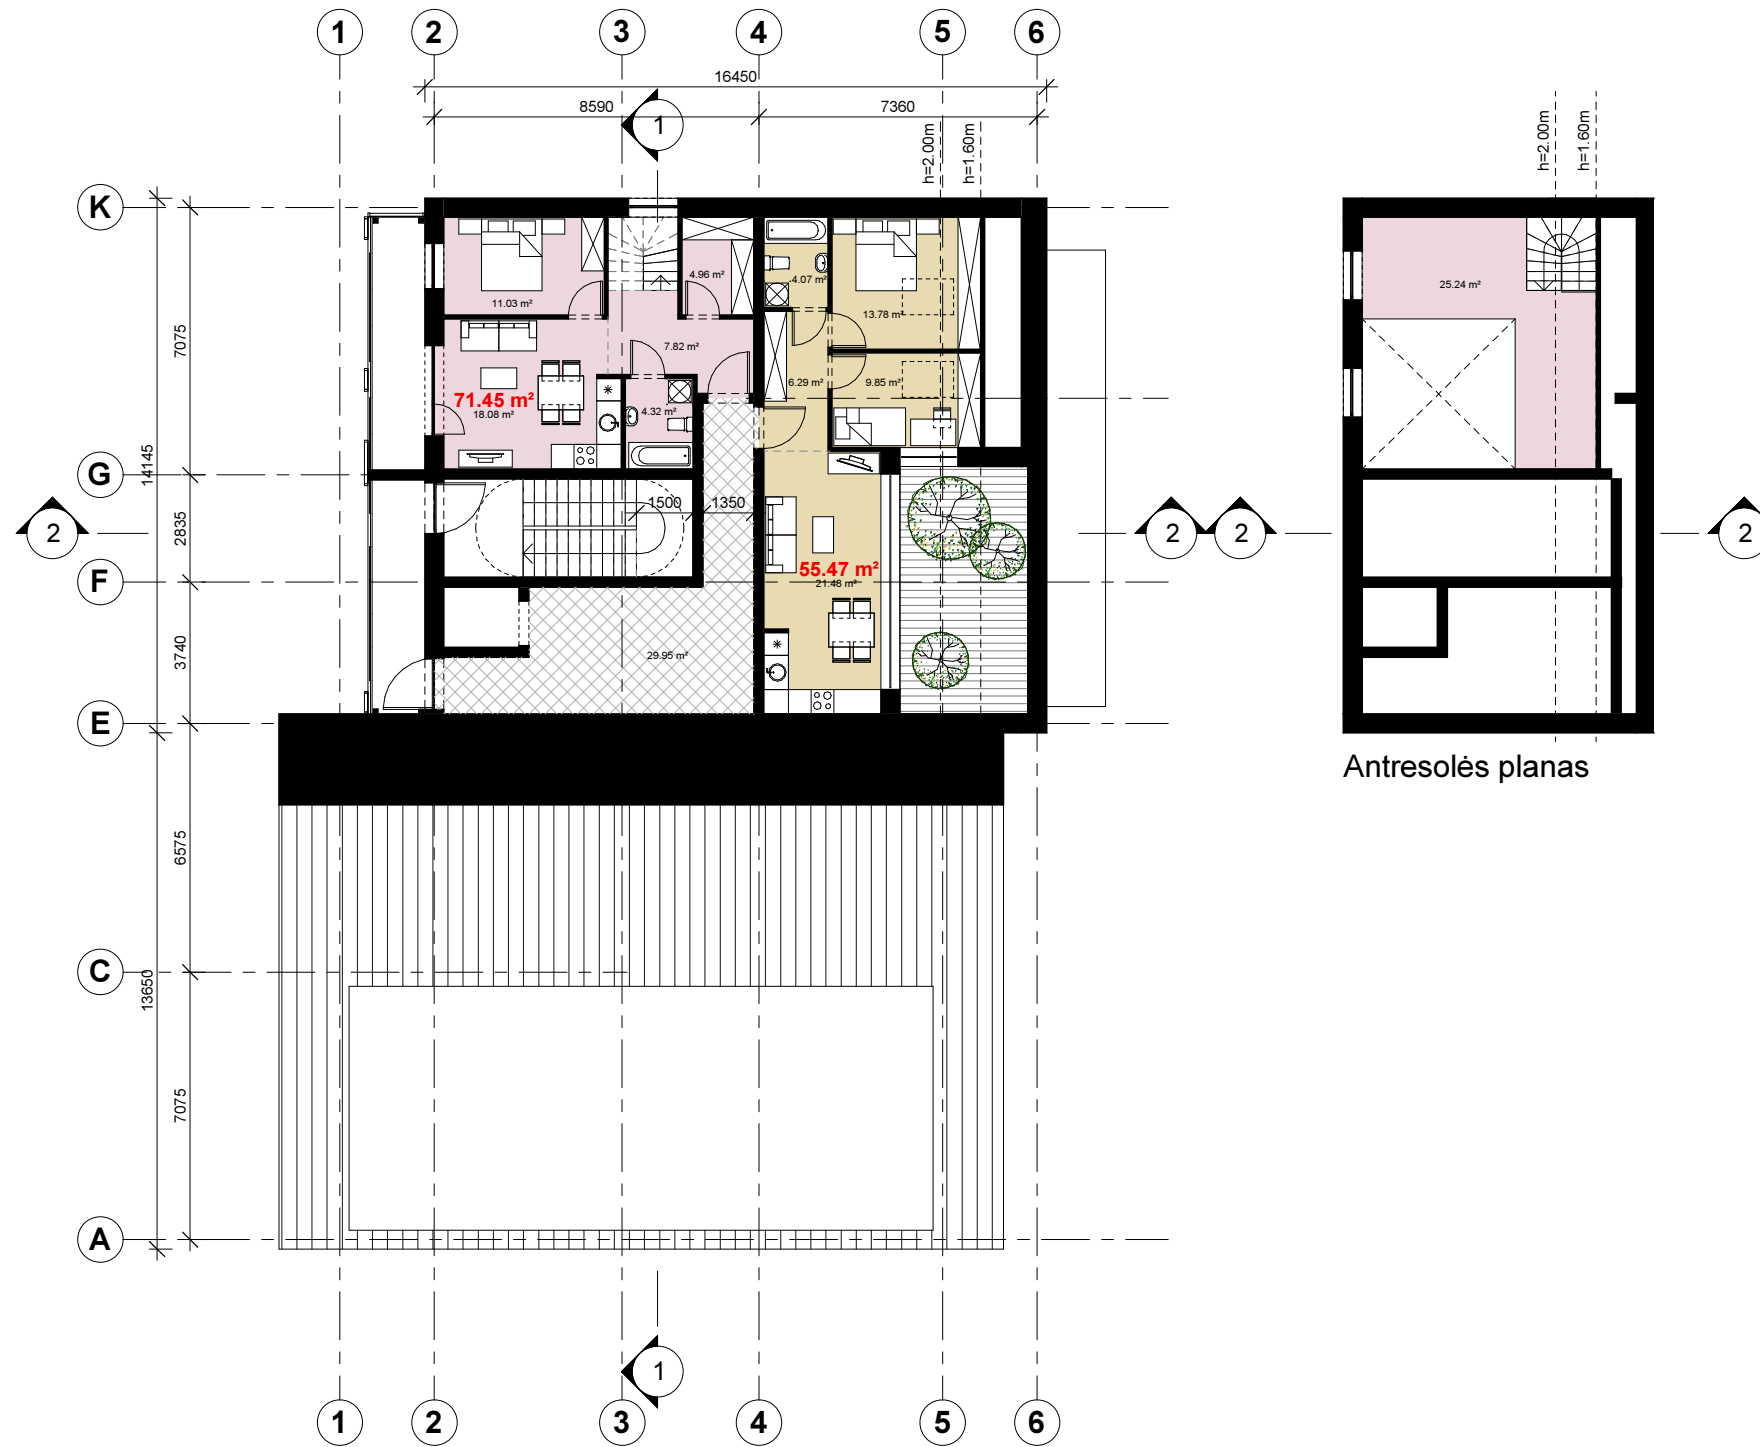 1 2 3 4 5 6
16450
8590 7360
1
h=2.00m h=1.60m
h=2.00m h=1.60m
K
7075
14145
11.03 m²
4.96 m²
4.07 m²
13.78 m²
25.24 m²
7.82 m²
6.29 m²
9.85 m²
71.45 m²
18.08 m²
4.32 m²
G
2835
1500 1350
2 2 2 2
F
55.47 m²
21.48 m²
3740
29.95 m²
E
Antresolės planas
6575
C
13650
7075
A
1
1 2 3 4 5 6